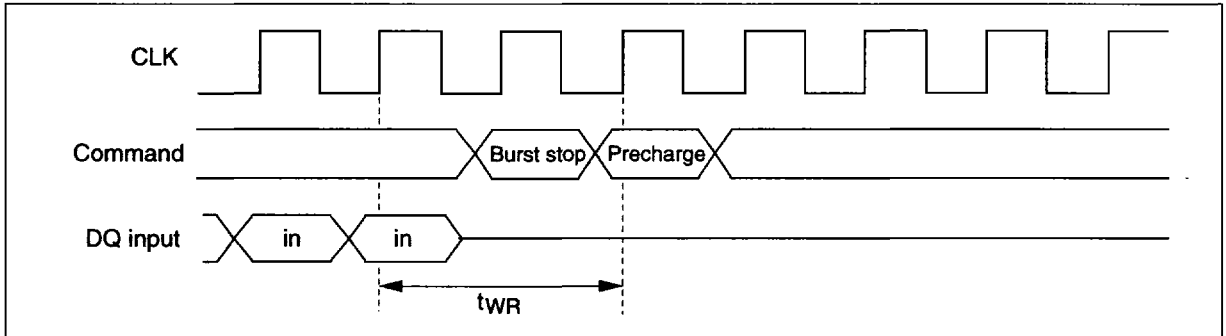 CLK
Command
Burst stop
Precharge
DQ input
in
in
tWR